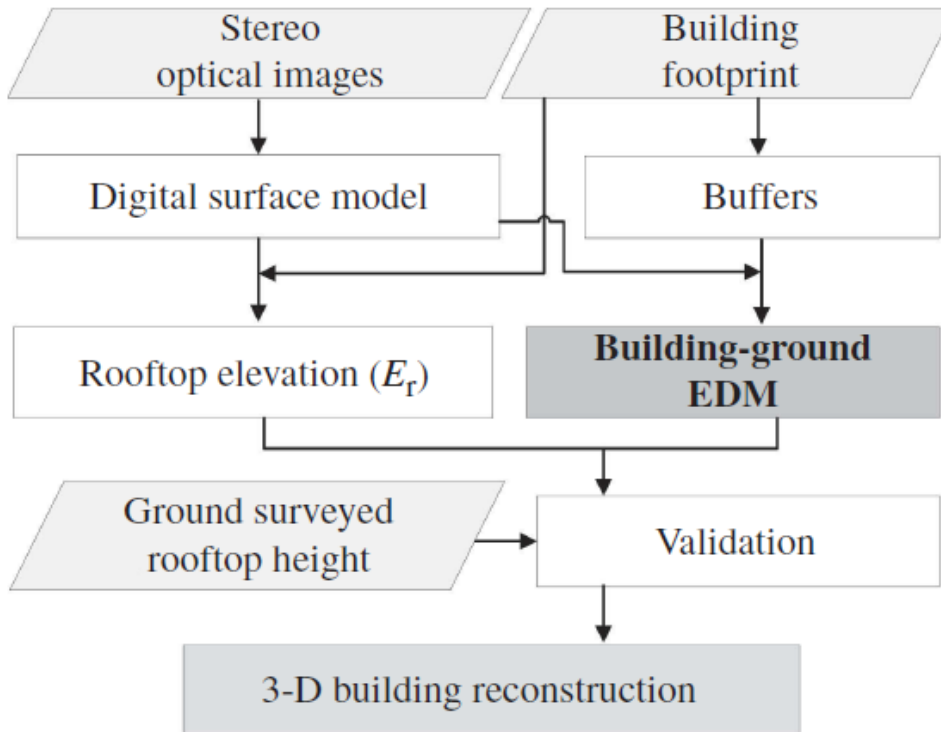 Stereo
optical images
Building
footprint
Digital surface model
Buffers
Rooftop elevation (Er)
Building-ground
EDM
Ground surveyed
rooftop height
Validation
3-D building reconstruction